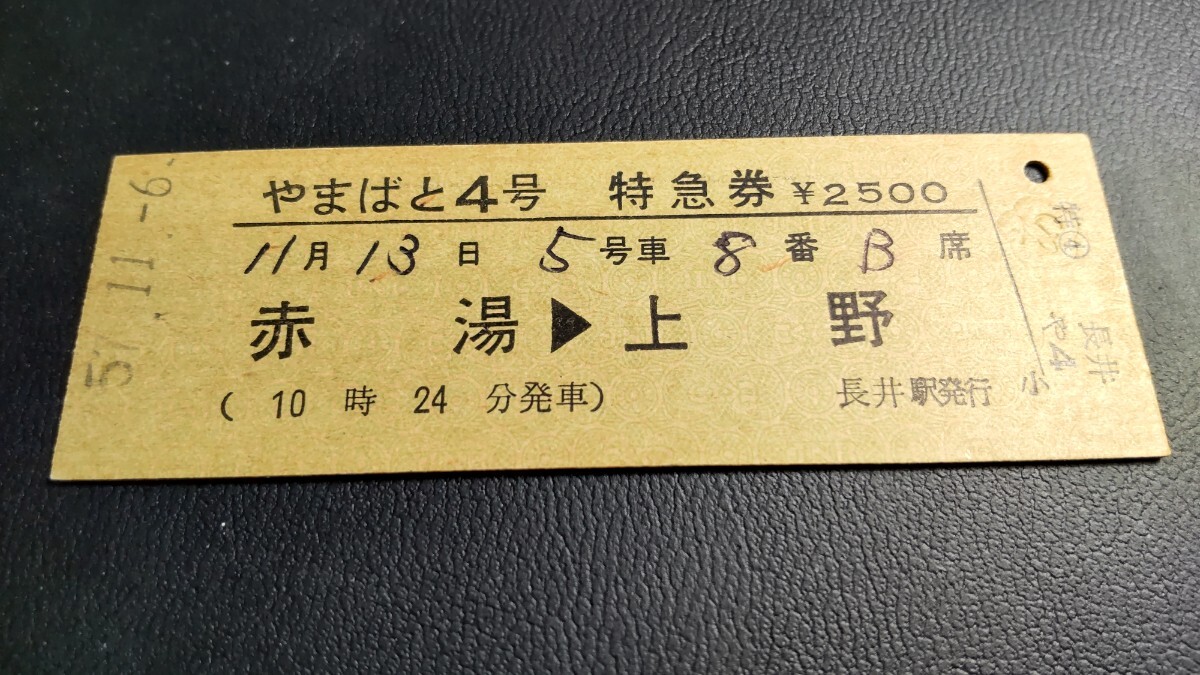 やまばと4号 特急券 ¥2500
11月13日 5号車 8番 B席
赤湯▶上野
(10時24分発車) 長井駅発行
57.11.-6.
長井
や4